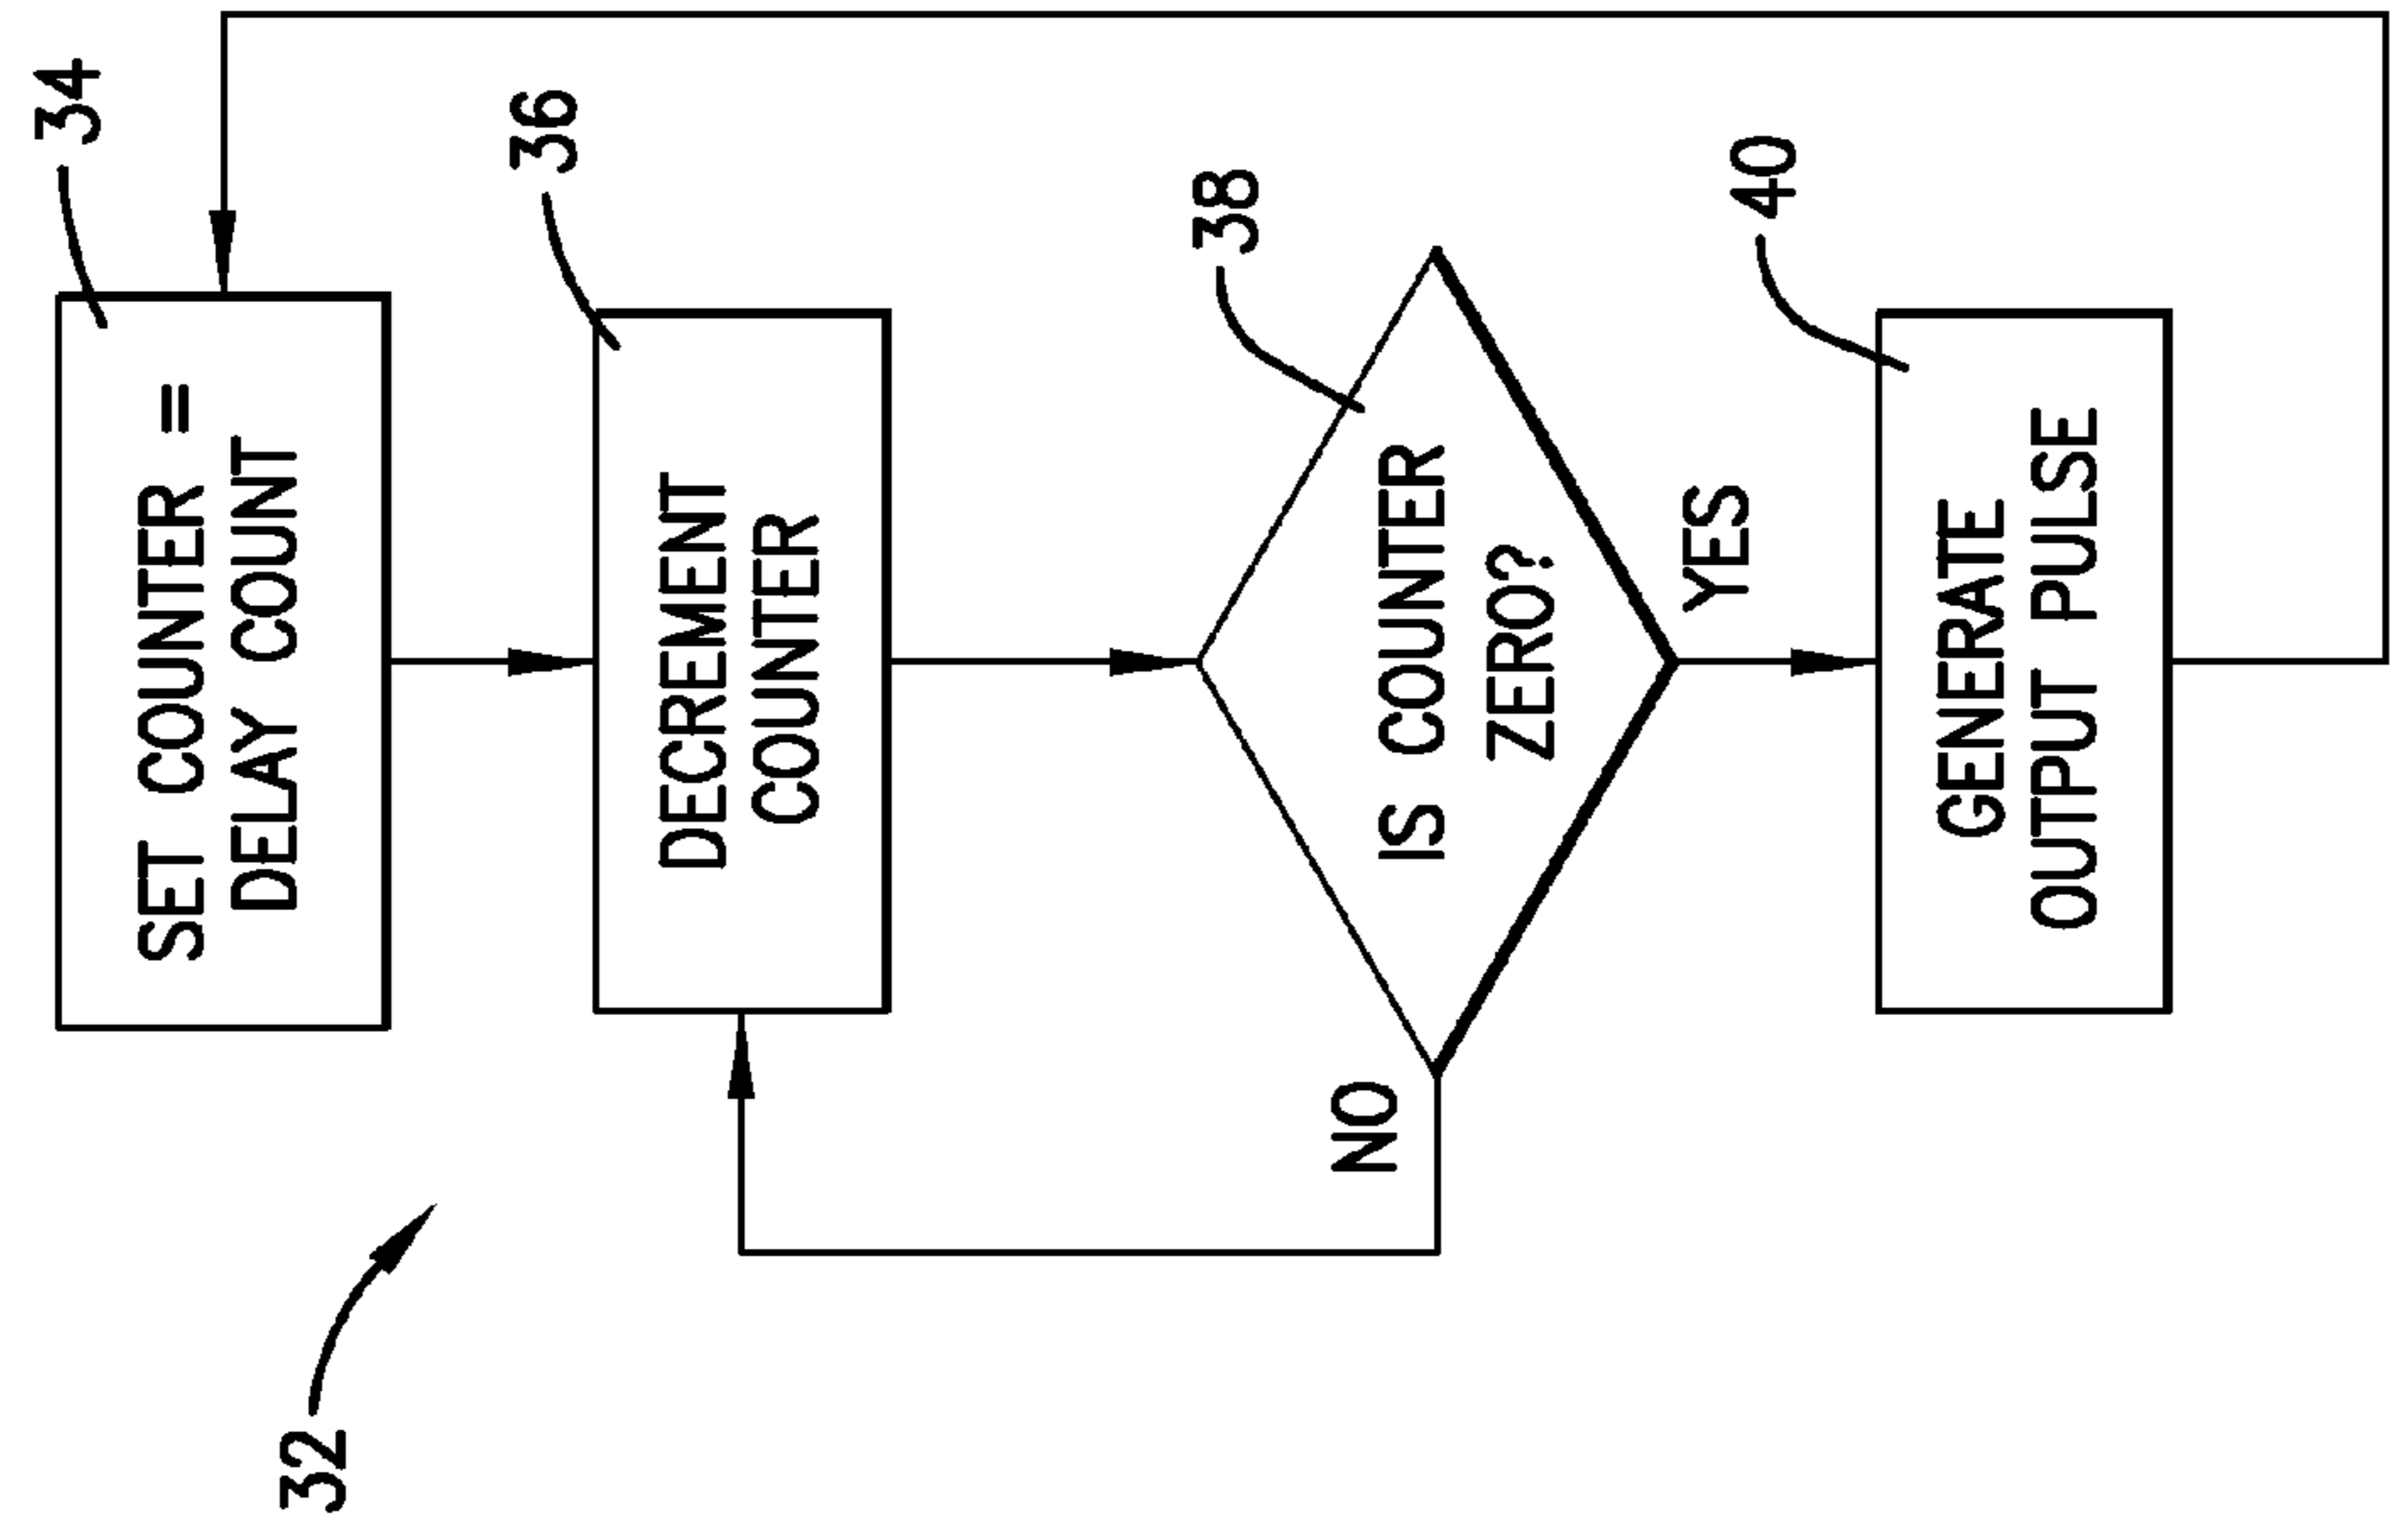 34
SET COUNTER =
DELAY COUNT
36
DECREMENT
COUNTER
38
IS COUNTER
ZERO?
NO
YES
40
GENERATE
OUTPUT PULSE
32